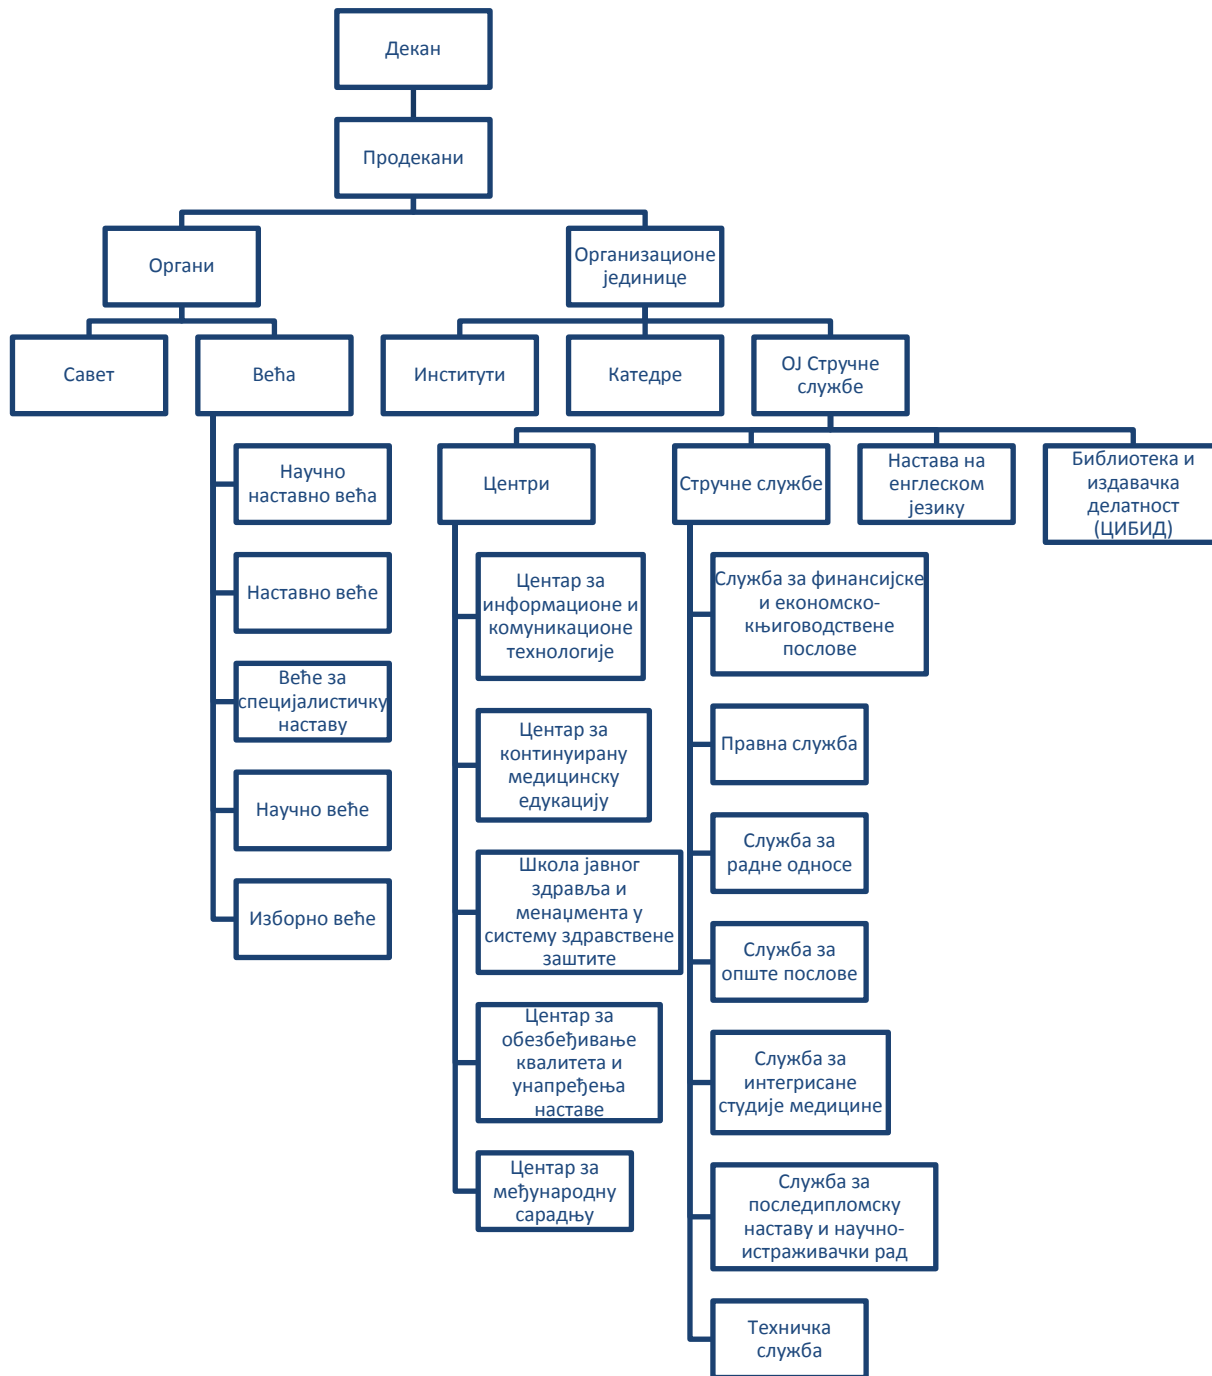 Декан
Продекани
Органи
Организационе
јединице
Савет
Већа
Институти
Катедре
ОЈ Стручне
службе
Научно
наставно већа
Наставно веће
Веће за
специјалистичку
наставу
Научно веће
Изборно веће
Центри
Центар за
информационе и
комуникационе
технологије
Центар за
континуирану
медицинску
едукацију
Школа јавног
здравља и
менаџмента у
систему здравствене
заштите
Центар за
обезбеђивање
квалитета и
унапређења
наставе
Центар за
међународну
сарадњу
Стручне службе
Служба за финансијске
и економско-
књиговодствене
послове
Правна служба
Служба за
радне односе
Служба за
опште послове
Служба за
интегрисане
студије медицине
Служба за
последипломску
наставу и научно-
истраживачки рад
Техничка
служба
Настава на
енглеском
језику
Библиотека и
издавачка
делатност
(ЦИБИД)